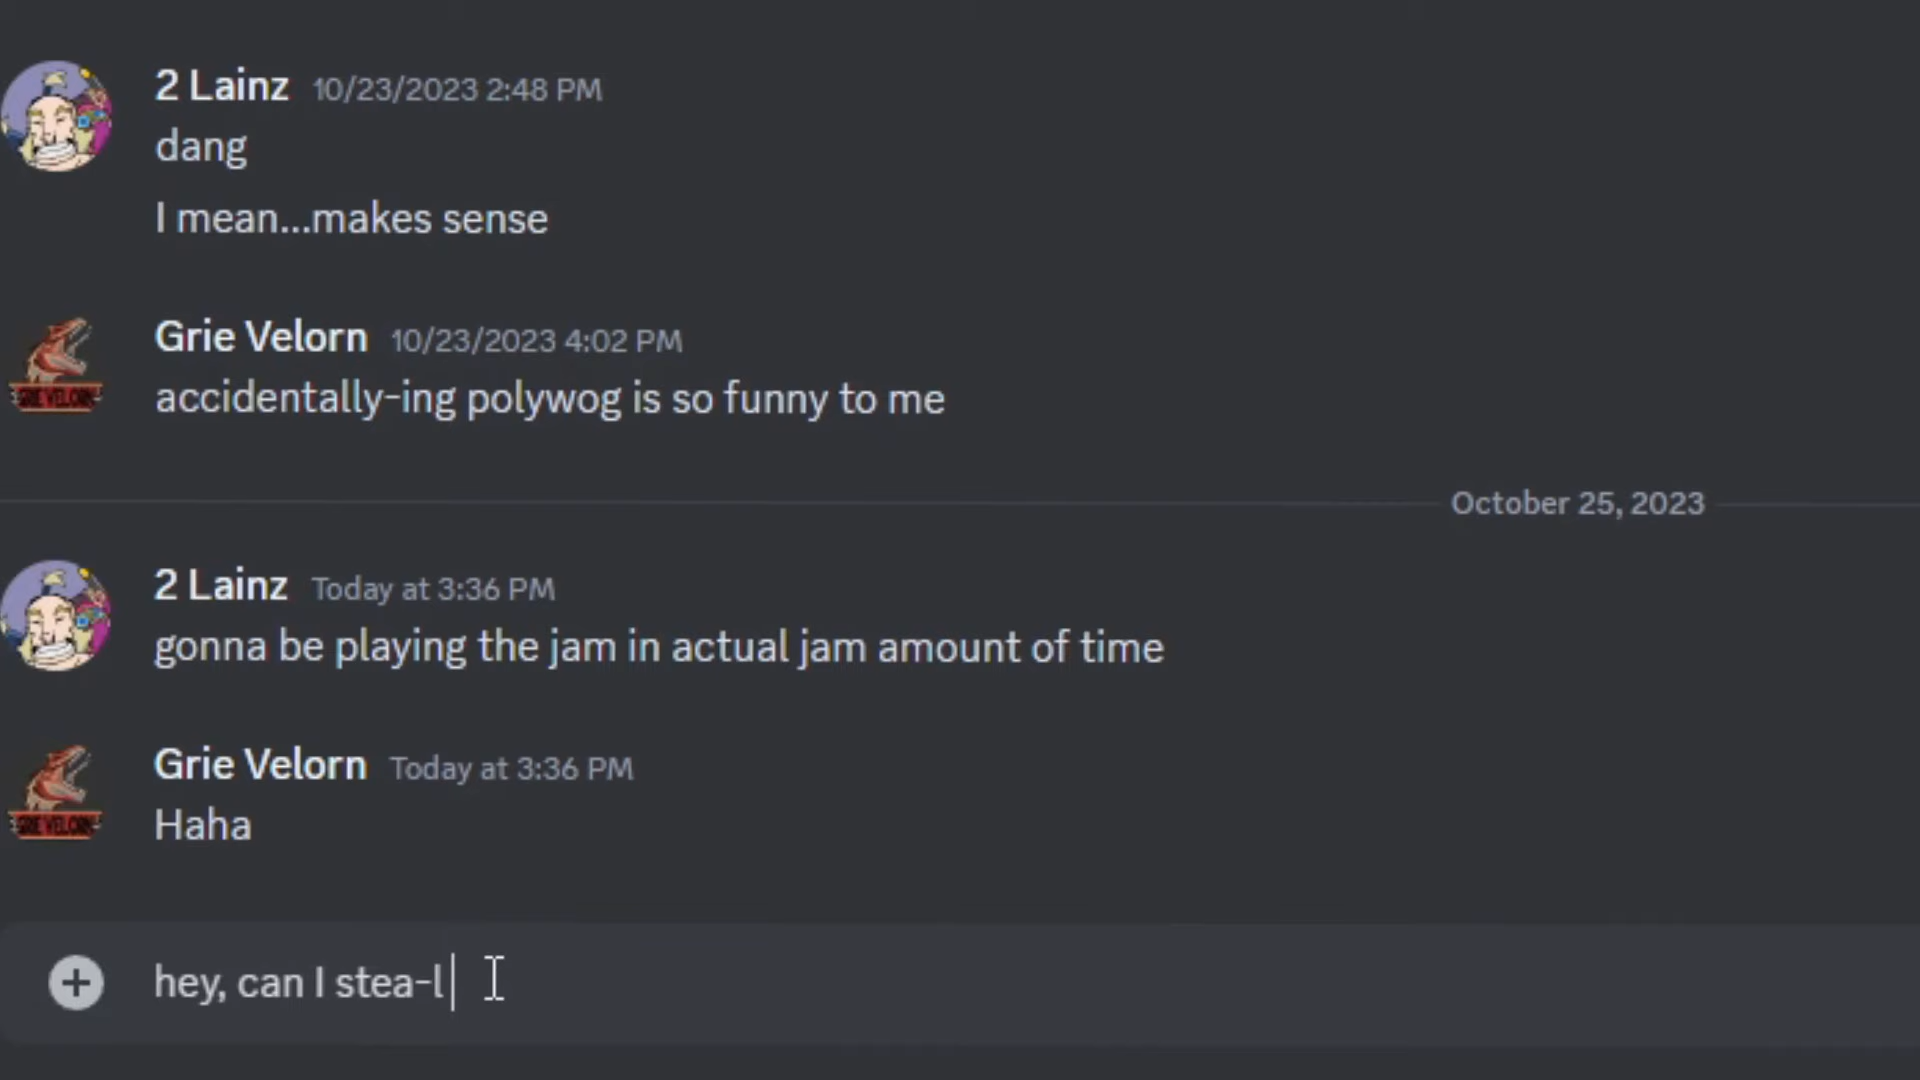 2 Lainz 10/23/2023 2:48 PM
dang
I mean...makes sense
Grie Velorn 10/23/2023 4:02 PM
accidentally-ing polywog is so funny to me
October 25, 2023
2 Lainz Today at 3:36 PM
gonna be playing the jam in actual jam amount of time
Grie Velorn Today at 3:36 PM
GRIE VELORN
Haha
hey, can I stea-l